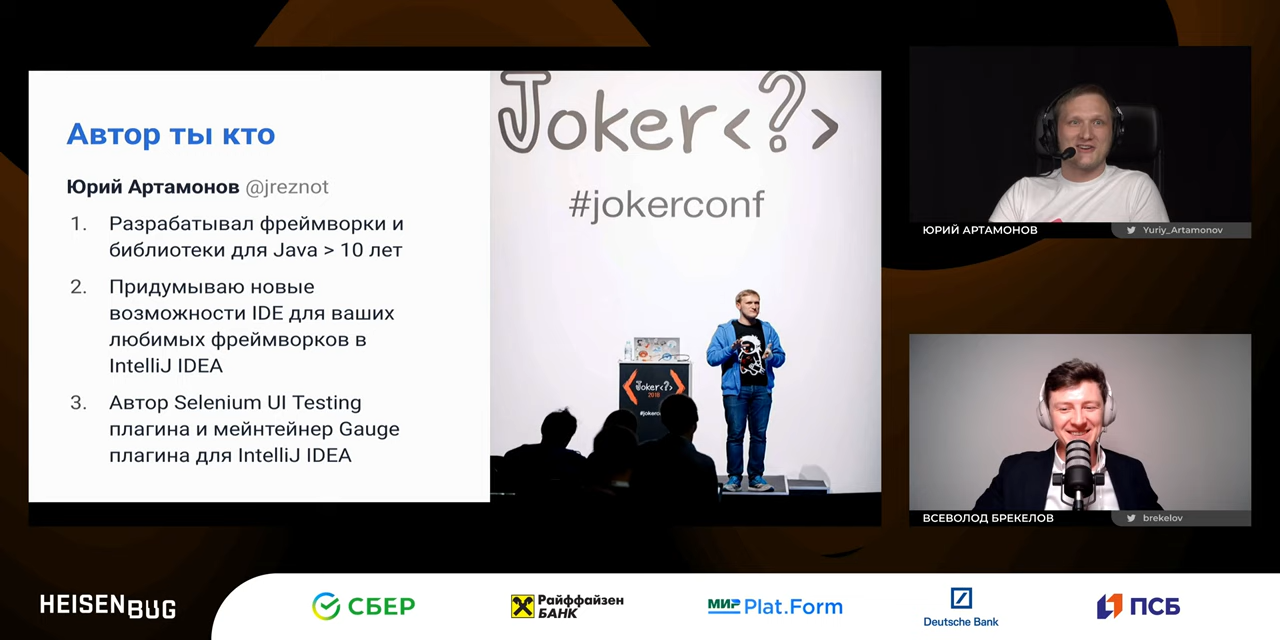 Автор ты кто
Юрий Артамонов @jreznot
1. Разрабатывал фреймворки и
библиотеки для Java > 10 лет
2. Придумываю новые
возможности IDE для ваших
любимых фреймворков в
IntelliJ IDEA
3. Автор Selenium UI Testing
плагина и мейнтейнер Gauge
плагина для IntelliJ IDEA
Joker<?>
#jokerconf
Joker<?>
2018
ЮРИЙ АРТАМОНОВ
Yuriy_Artamonov
ВСЕВОЛОД БРЕКЕЛОВ
brekelov
HEISENBUG
СБЕР
Райффайзен
БАНК
МИР Plat.Form
Deutsche Bank
ПСБ